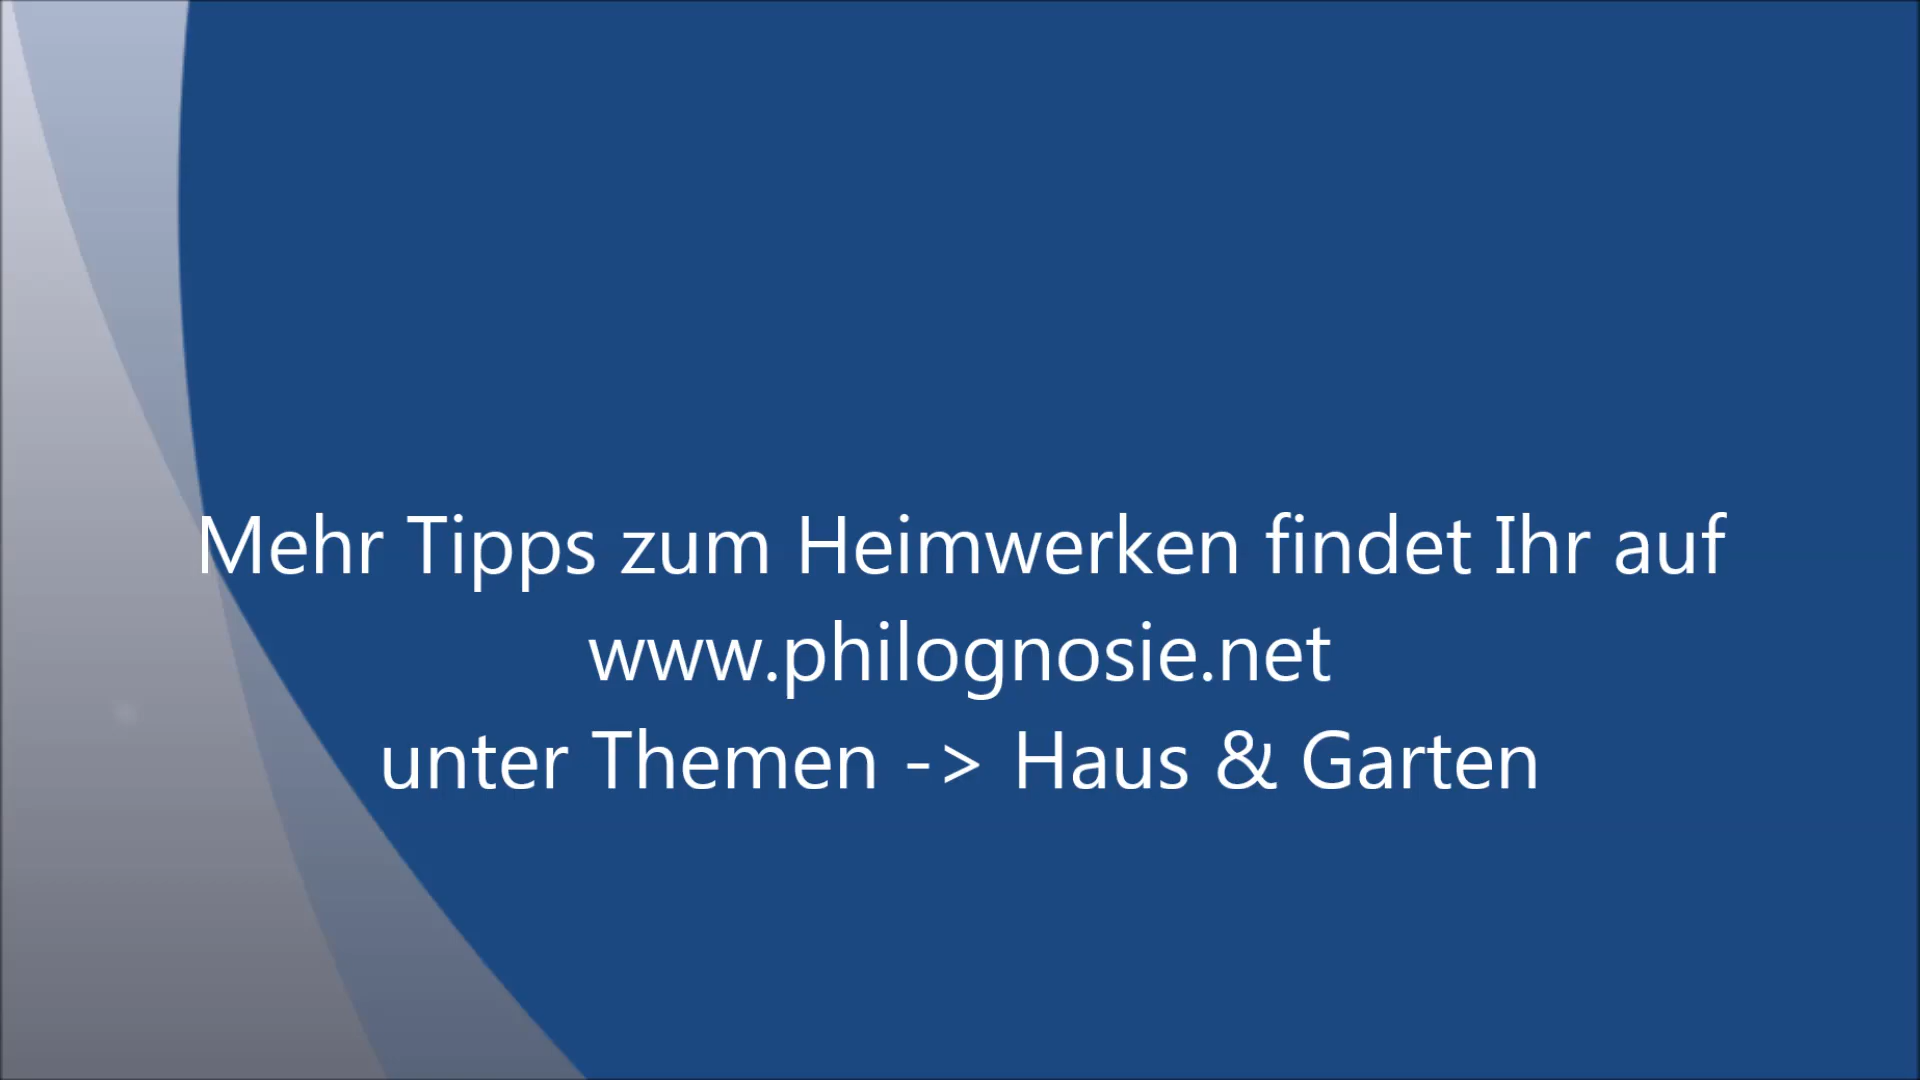 Mehr Tipps zum Heimwerken findet Ihr auf
www.philognosie.net
unter Themen -> Haus & Garten